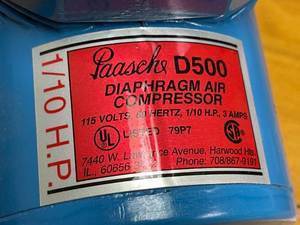 1/10 H.P.
Paasche D500
DIAPHRAGM AIR
COMPRESSOR
115 VOLTS, 60 HERTZ, 1/10 H.P., 3 AMPS
UL LISTED 79P7
7440 W. Lawrence Avenue, Harwood Hts.
IL., 60656 Phone: 708/867-9191